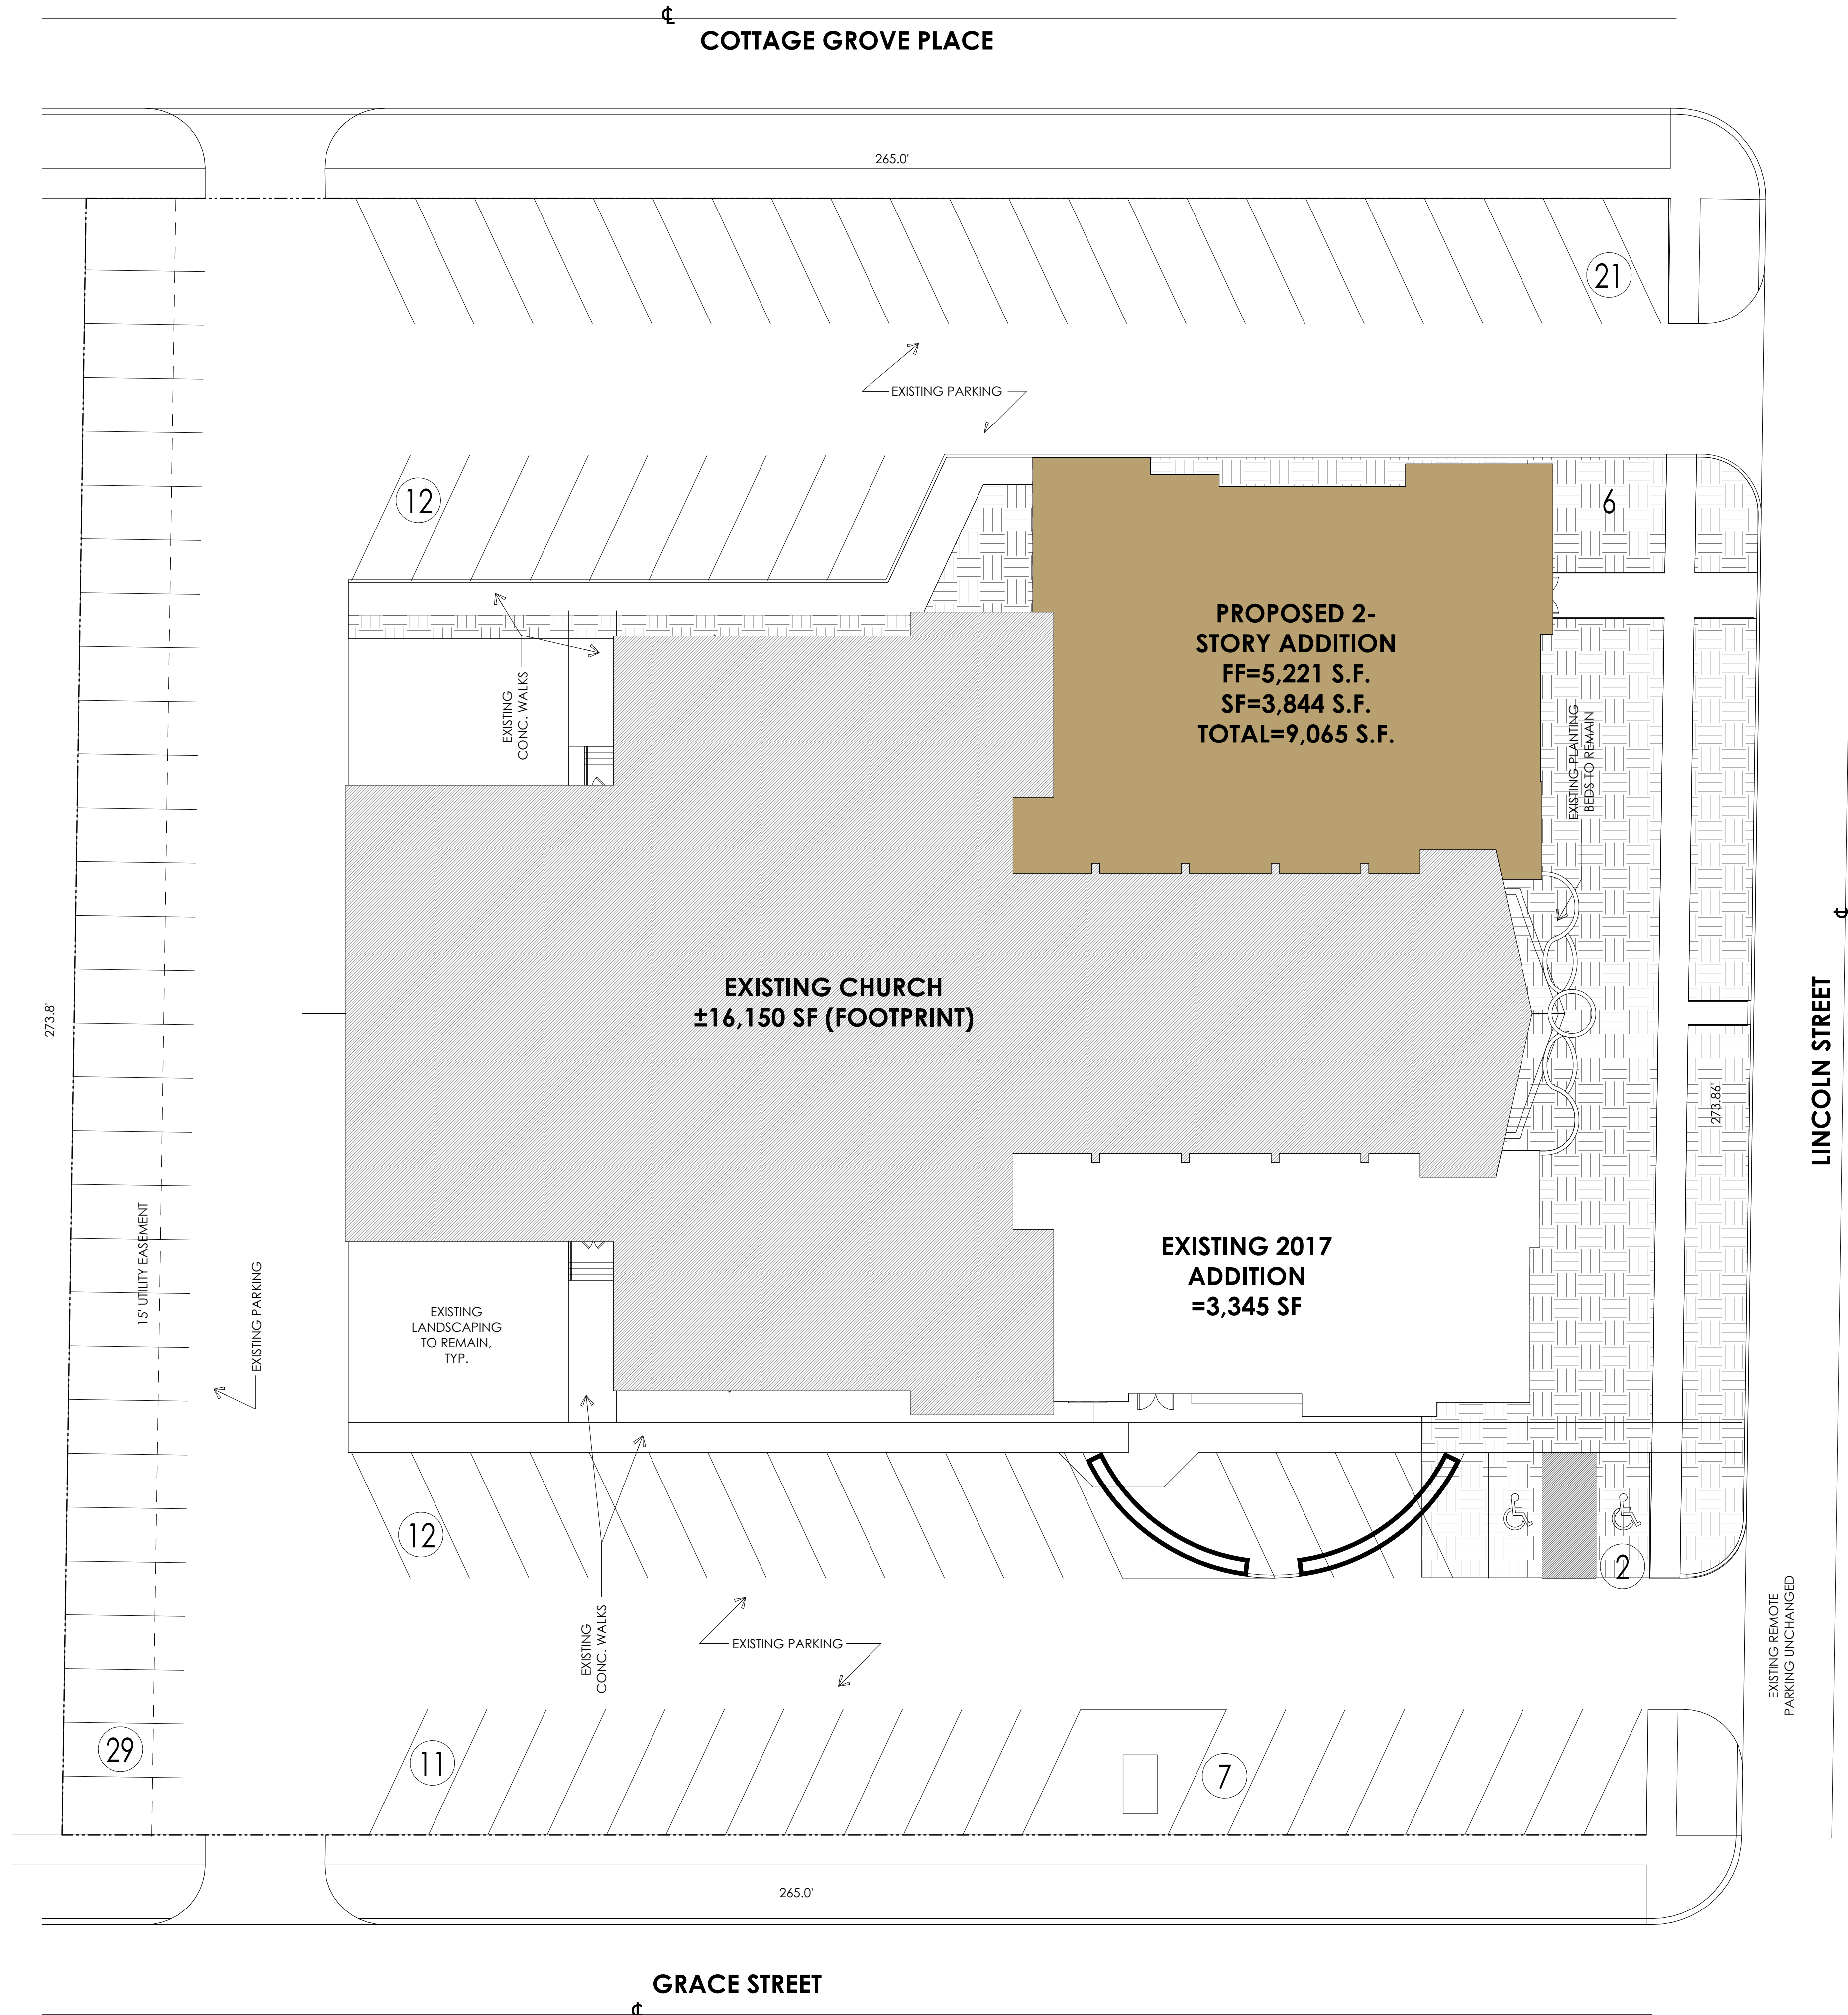 ℄
COTTAGE GROVE PLACE
265.0'
21
EXISTING PARKING
12
6
PROPOSED 2-
STORY ADDITION
FF=5,221 S.F.
SF=3,844 S.F.
TOTAL=9,065 S.F.
EXISTING
CONC. WALKS
EXISTING PLANTING
BEDS TO REMAIN
℄
EXISTING CHURCH
±16,150 SF (FOOTPRINT)
273.8'
LINCOLN STREET
273.86'
15' UTILITY EASEMENT
EXISTING PARKING
EXISTING 2017
ADDITION
=3,345 SF
EXISTING
LANDSCAPING
TO REMAIN,
TYP.
12
2
EXISTING
CONC. WALKS
EXISTING PARKING
EXISTING REMOTE
PARKING UNCHANGED
29
11
7
265.0'
GRACE STREET
℄